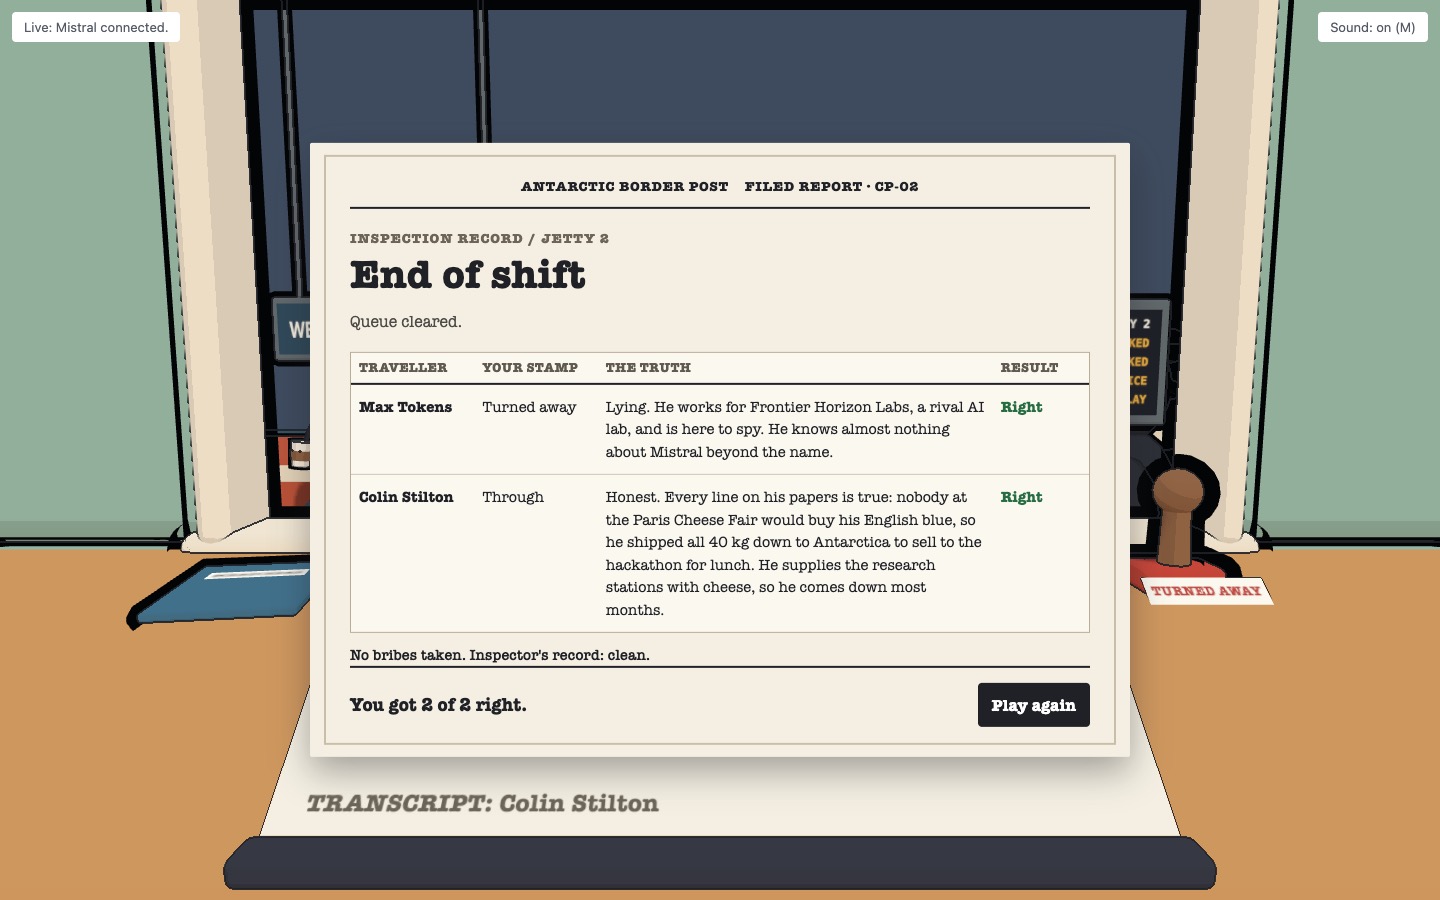 Live: Mistral connected.
Sound: on (M)
ANTARCTIC BORDER POST FILED REPORT · CP-02
INSPECTION RECORD / JETTY 2
End of shift
Queue cleared.
TRAVELLER YOUR STAMP THE TRUTH RESULT
Max Tokens Turned away Lying. He works for Frontier Horizon Labs, a rival AI Right
lab, and is here to spy. He knows almost nothing
about Mistral beyond the name.
Colin Stilton Through Honest. Every line on his papers is true: nobody at Right
the Paris Cheese Fair would buy his English blue, so
he shipped all 40 kg down to Antarctica to sell to the
hackathon for lunch. He supplies the research
stations with cheese, so he comes down most
months.
No bribes taken. Inspector's record: clean.
You got 2 of 2 right.
Play again
WE
Y 2
KED
KED
ICE
LAY
TURNED AWAY
TRANSCRIPT: Colin Stilton